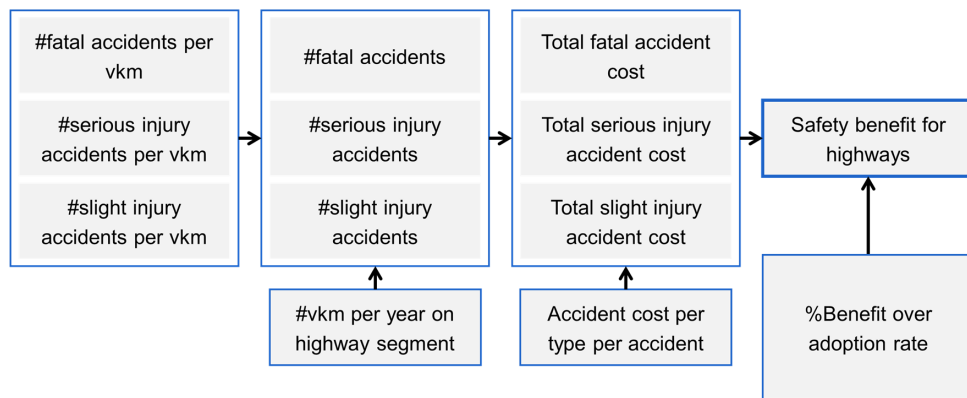 #fatal accidents per
vkm
#serious injury
accidents per vkm
#slight injury
accidents per vkm
#fatal accidents
#serious injury
accidents
#slight injury
accidents
#vkm per year on
highway segment
Total fatal accident
cost
Total serious injury
accident cost
Total slight injury
accident cost
Accident cost per
type per accident
Safety benefit for
highways
%Benefit over
adoption rate